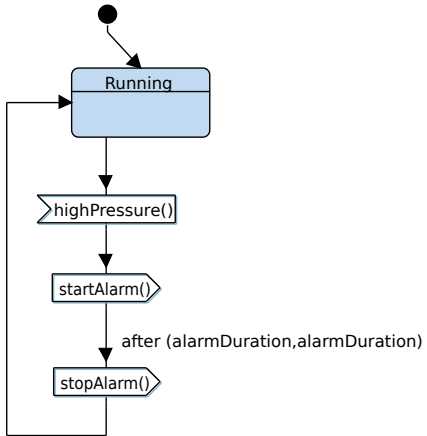 Running
highPressure()
startAlarm()
after (alarmDuration,alarmDuration)
stopAlarm()